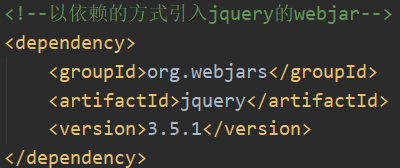 <!--以依赖的方式引入jquery的webjar-->
<dependency>
    <groupId>org.webjars</groupId>
    <artifactId>jquery</artifactId>
    <version>3.5.1</version>
</dependency>